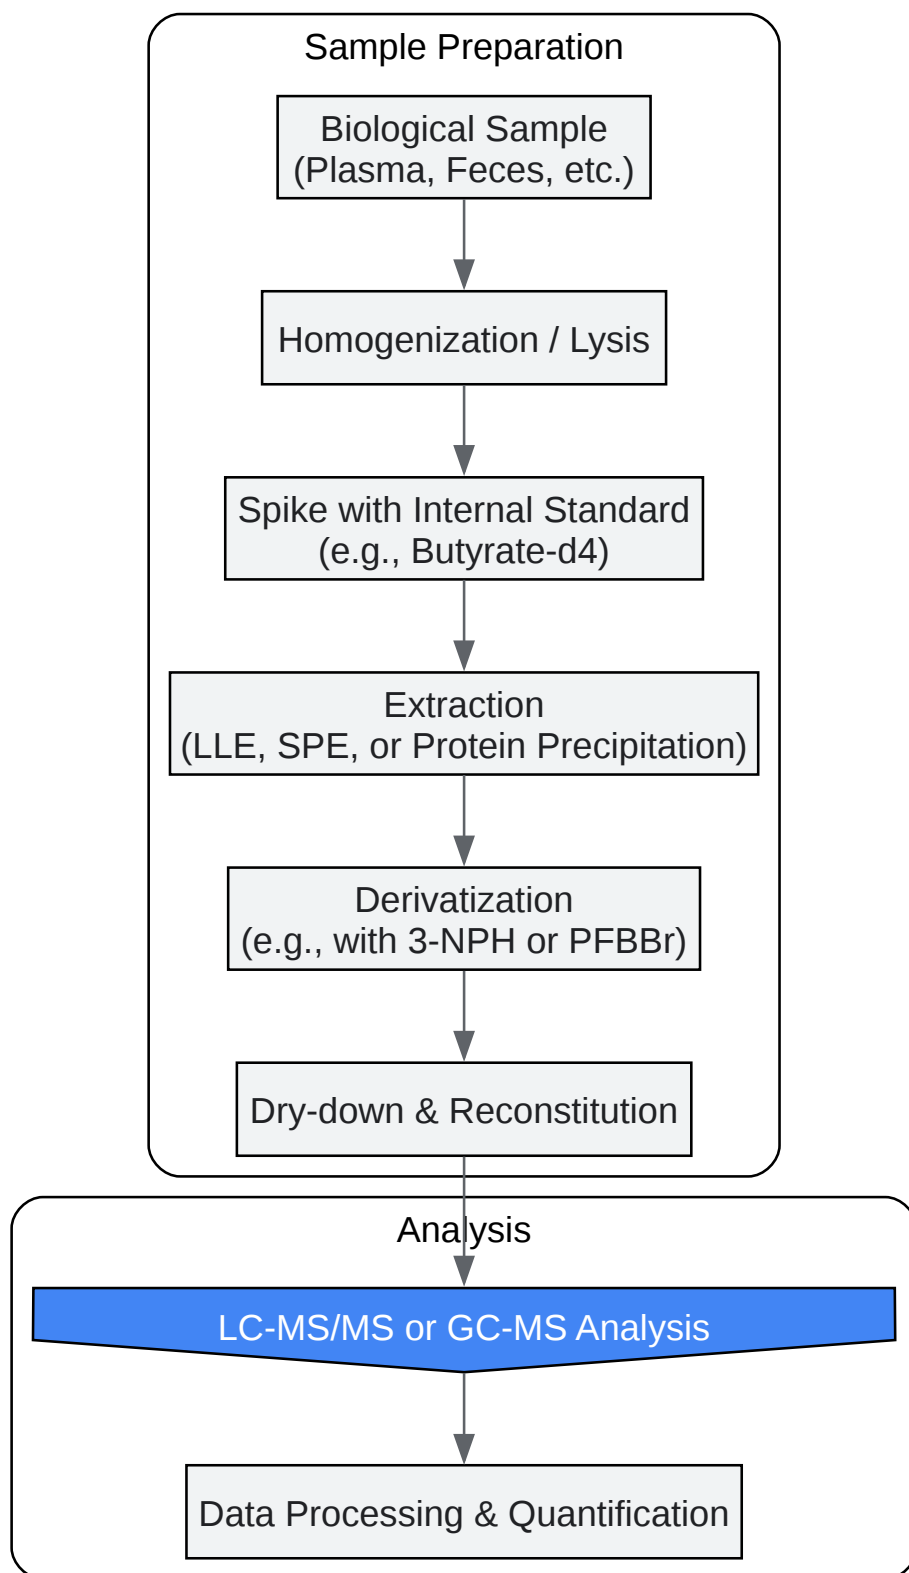 Sample Preparation
Biological Sample
(Plasma, Feces, etc.)
Homogenization / Lysis
Spike with Internal Standard
(e.g., Butyrate-d4)
Extraction
(LLE, SPE, or Protein Precipitation)
Derivatization
(e.g., with 3-NPH or PFBBr)
Dry-down & Reconstitution
Analysis
LC-MS/MS or GC-MS Analysis
Data Processing & Quantification